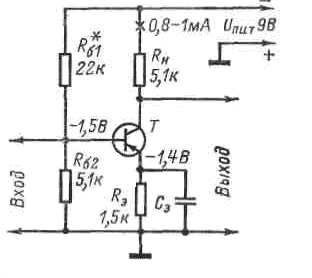 −
0,8-1мА
Uпит 9В
+
Rб1*
22к
Rн
5,1к
-1,5В
Т
-1,4В
Rб2
5,1к
Rэ
1,5к
Cэ
Вход
Выход